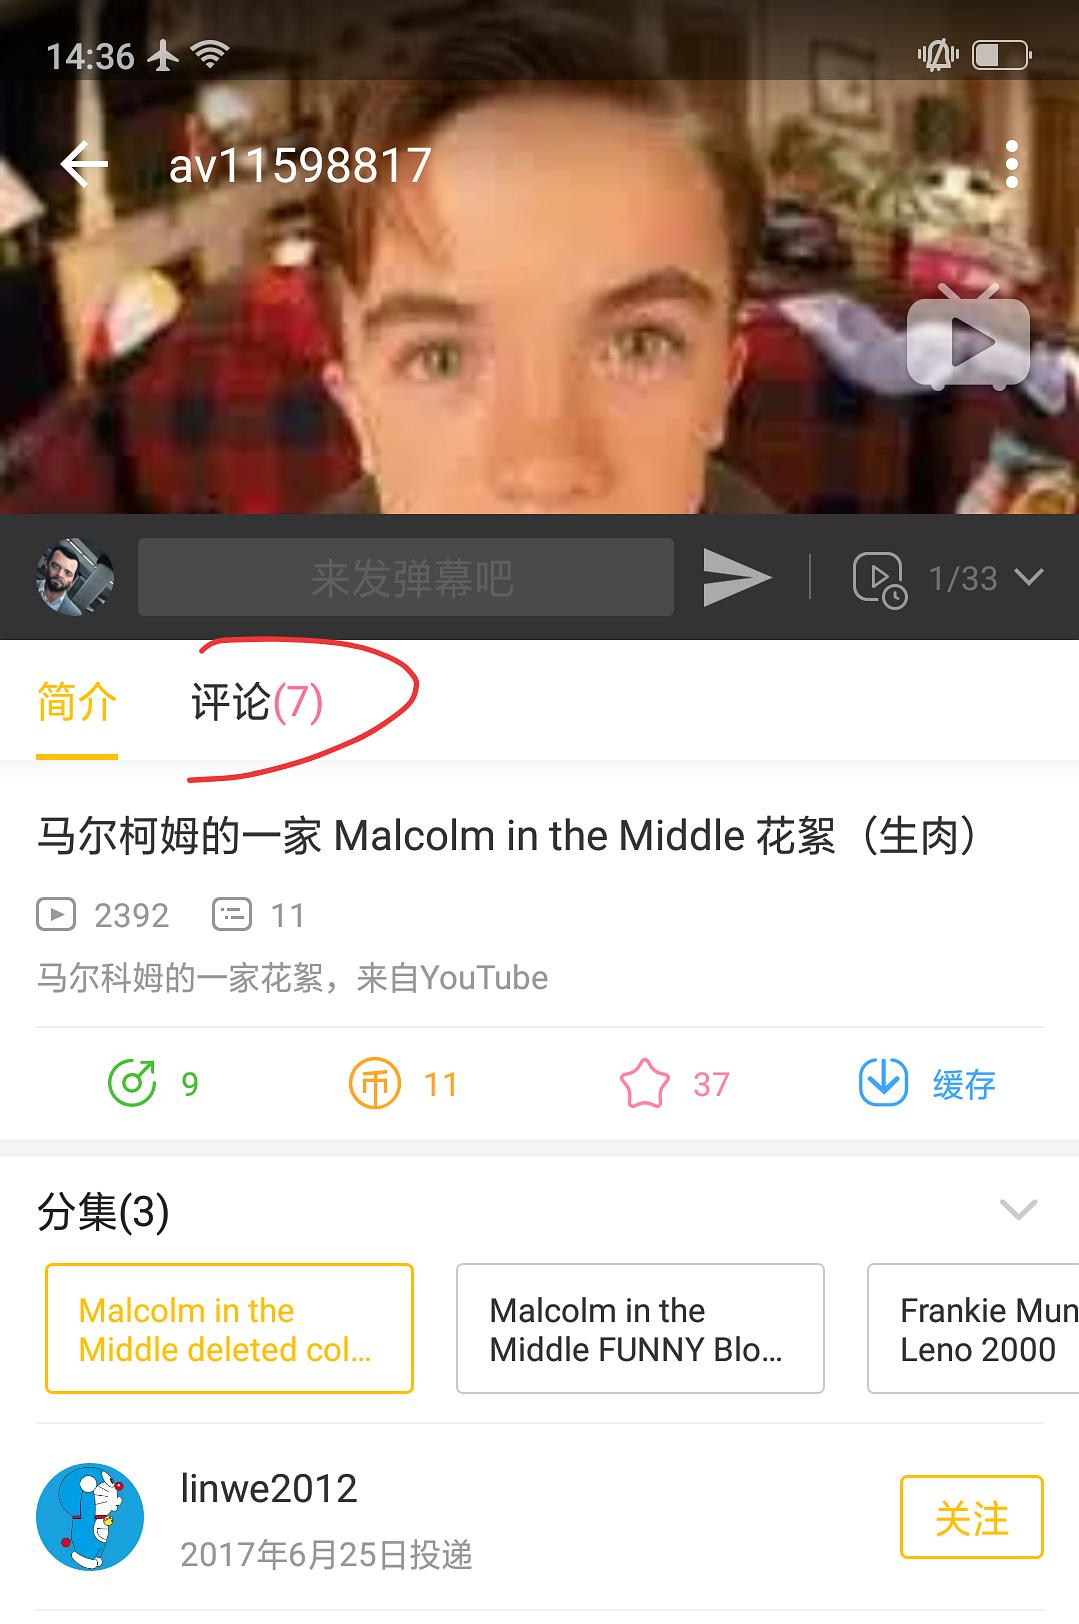 14:36
av11598817
来发弹幕吧
1/33
简介
评论(7)
马尔柯姆的一家 Malcolm in the Middle 花絮（生肉）
2392
11
马尔科姆的一家花絮，来自YouTube
9
币 11
37
缓存
分集(3)
Malcolm in the
Middle deleted col...
Malcolm in the
Middle FUNNY Blo...
Frankie Mun
Leno 2000
linwe2012
2017年6月25日投递
关注